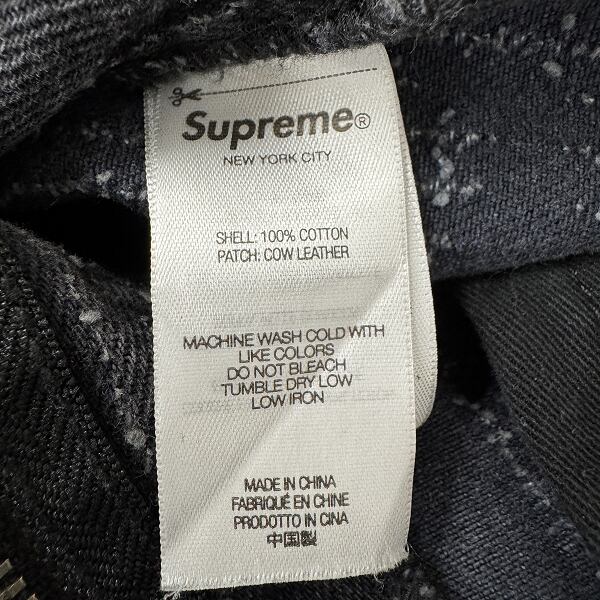 Supreme®
NEW YORK CITY
SHELL: 100% COTTON
PATCH: COW LEATHER
MACHINE WASH COLD WITH
LIKE COLORS
DO NOT BLEACH
TUMBLE DRY LOW
LOW IRON
MADE IN CHINA
FABRIQUÉ EN CHINE
PRODOTTO IN CINA
中国製